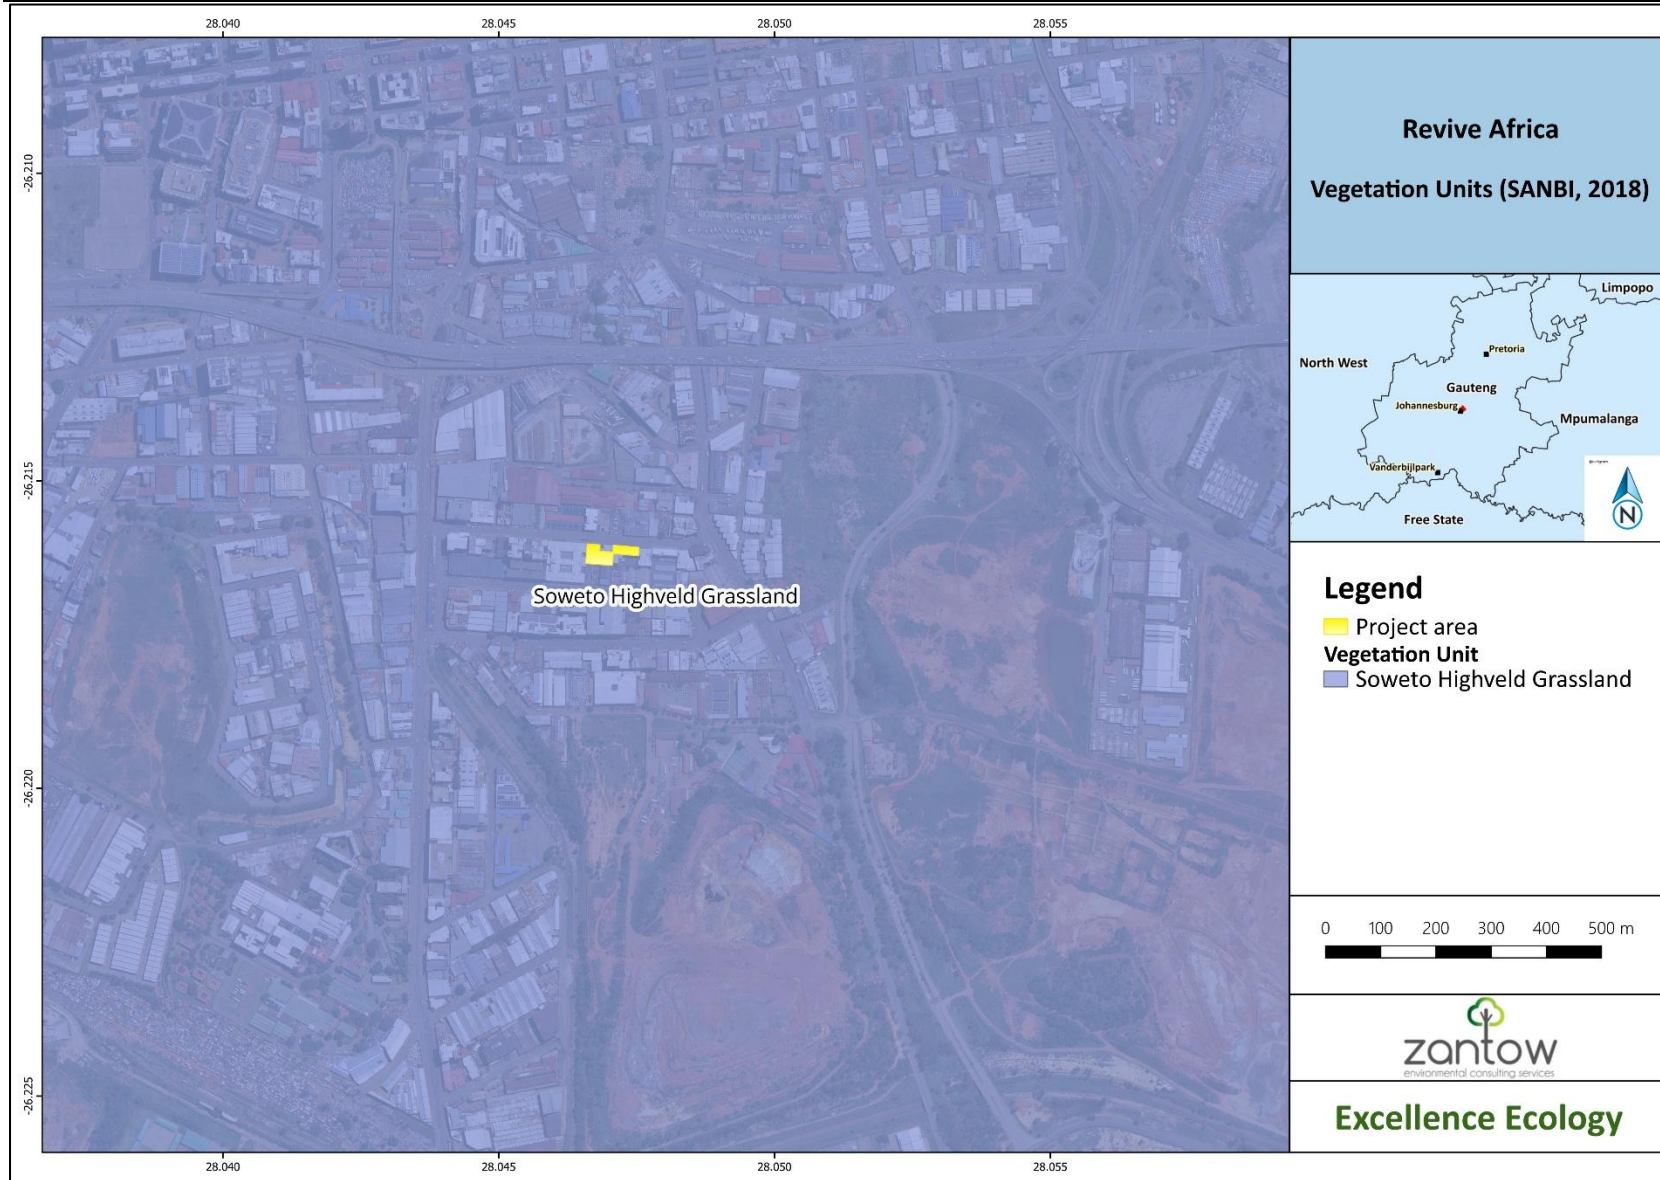 28.040
28.045
28.050
28.055
-26.210
-26.215
-26.220
-26.225
Soweto Highveld Grassland
28.040
28.045
28.050
28.055
Revive Africa
Vegetation Units (SANBI, 2018)
Limpopo
Pretoria
North West
Gauteng
Johannesburg
Mpumalanga
Vanderbijlpark
Free State
N
Legend
Project area
Vegetation Unit
Soweto Highveld Grassland
0 100 200 300 400 500 m
zantow
environmental consulting services
Excellence Ecology